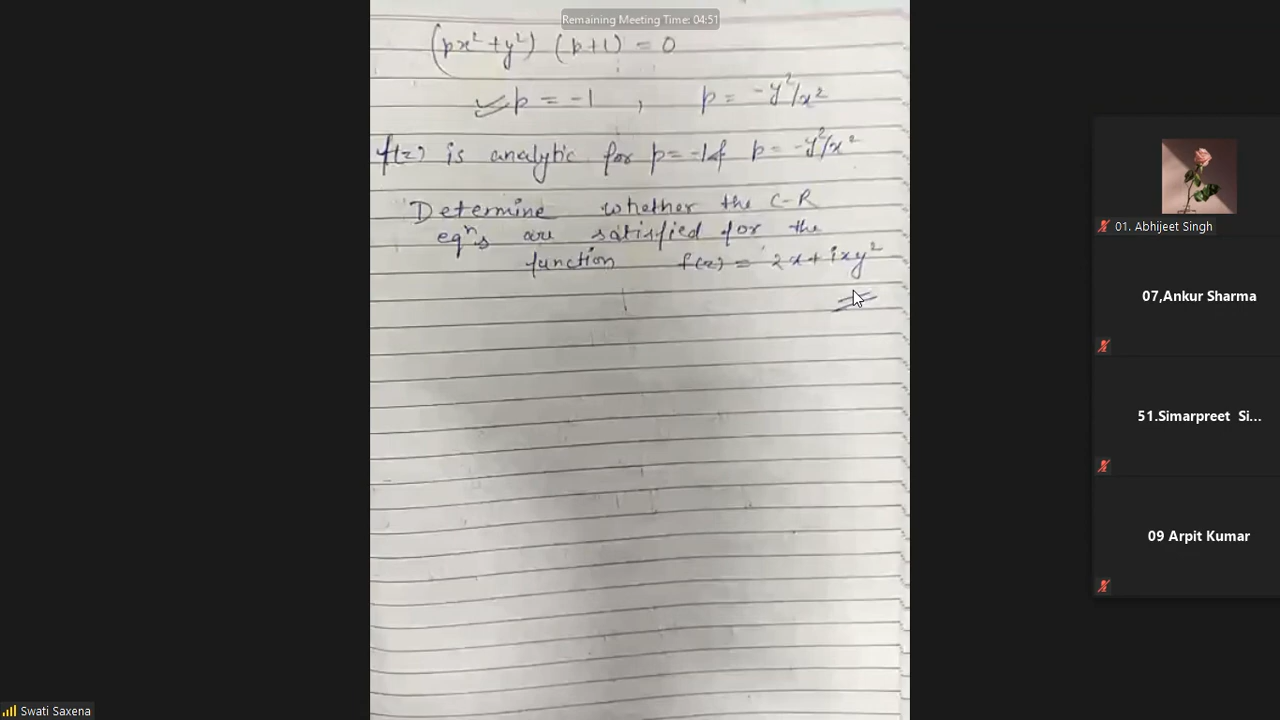 Remaining Meeting Time: 04:51
(px² + y²) (p+1) = 0
p = -1 , p = -y²/x²
f(z) is analytic for p = -1 & p = -y²/x²
Determine whether the C-R
eqⁿs are satisfied for the
function f(z) = 2x + ixy²
01. Abhijeet Singh
07,Ankur Sharma
51.Simarpreet Si...
09 Arpit Kumar
Swati Saxena